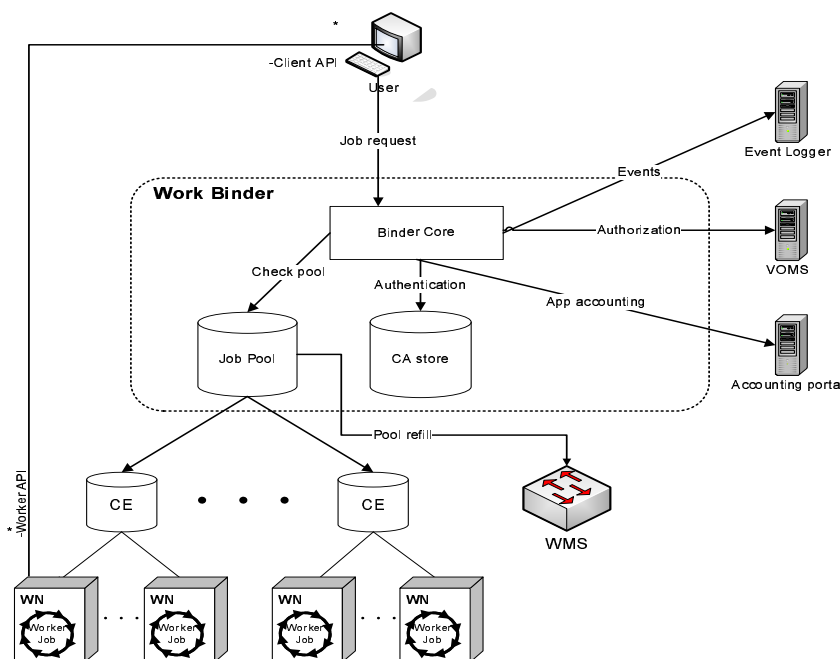 *
-Client API
User
Job request
Event Logger
Events
Work Binder
Binder Core
Authorization
VOMS
Check pool
Authentication
App accounting
Job Pool
CA store
Accounting porta
Pool refill
CE
• • •
CE
WMS
*
-Worker API
WN
Worker
Job
. . .
WN
Worker
Job
WN
Worker
Job
. . .
WN
Worker
Job